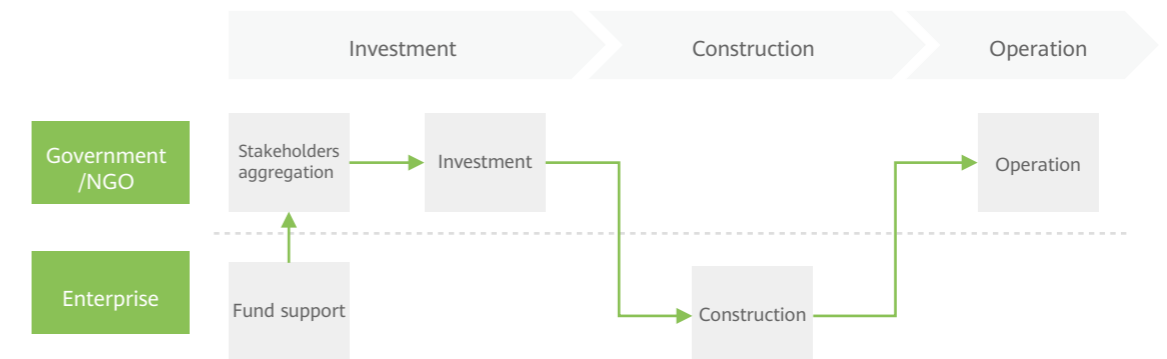 Investment
Construction
Operation
Government
/NGO
Stakeholders
aggregation
Investment
Operation
Enterprise
Fund support
Construction